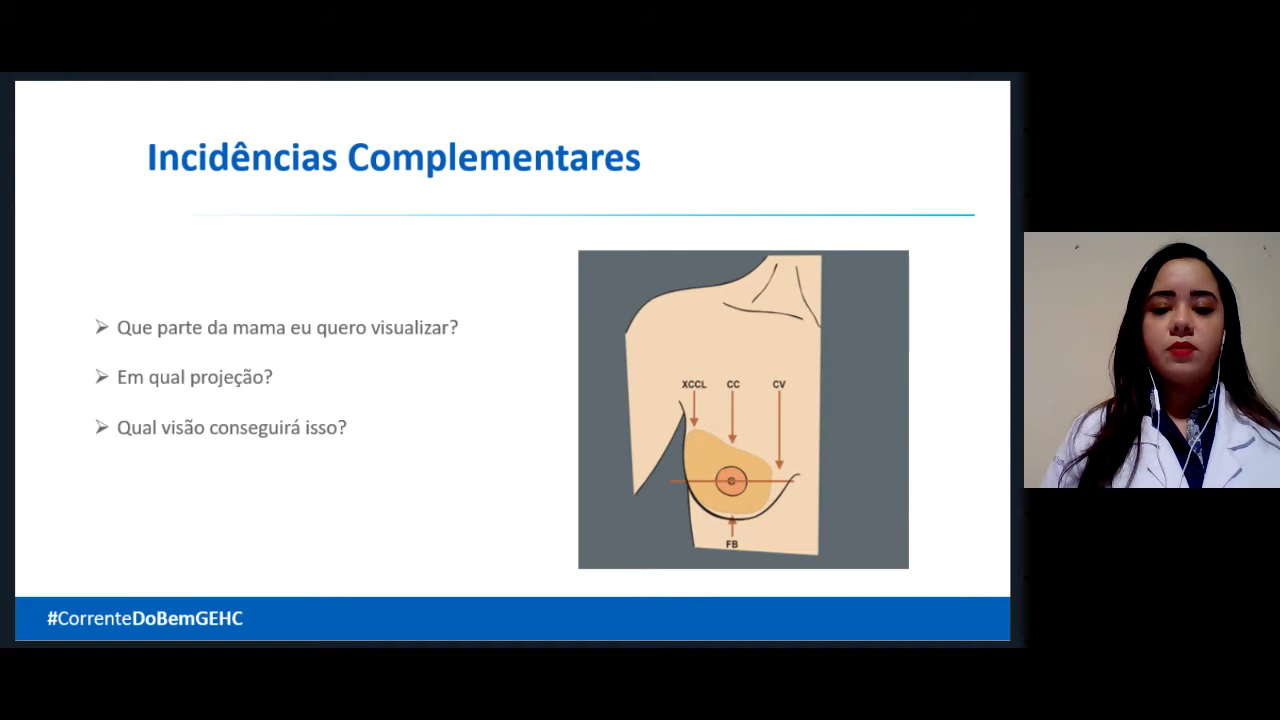 Incidências Complementares
➢ Que parte da mama eu quero visualizar?
➢ Em qual projeção?
➢ Qual visão conseguirá isso?
XCCL CC CV
FB
#CorrenteDoBemGEHC